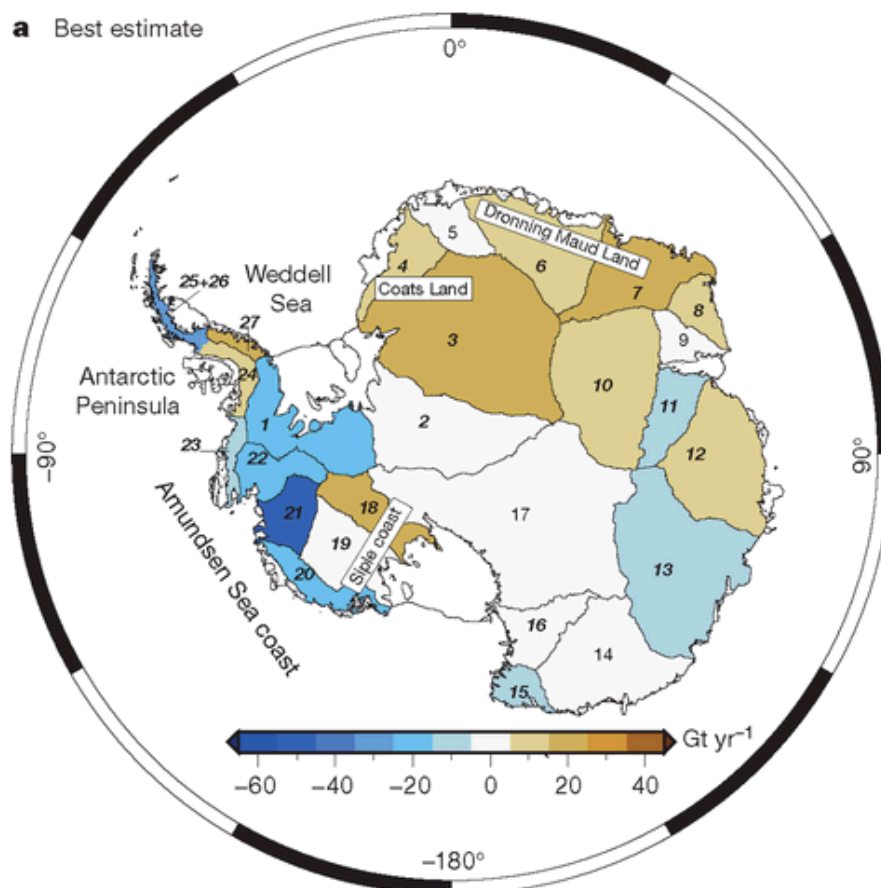 a Best estimate
0°
Dronning Maud Land
5
4
6
25+26
Weddell
Sea
Coats Land
7
8
27
3
9
24
Antarctic
Peninsula
10
11
1
2
23
22
12
–90°
90°
18
21
17
19
Siple coast
Amundsen Sea coast
20
13
16
14
15
Gt yr⁻¹
–60 –40 –20 0 20 40
–180°